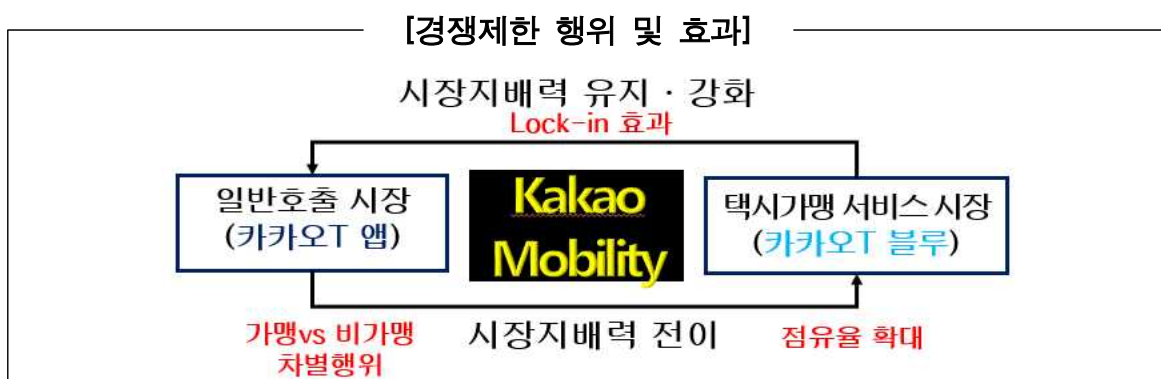 [경쟁제한 행위 및 효과]
시장지배력 유지 · 강화
Lock-in 효과
일반호출 시장
(카카오T 앱)
Kakao
Mobility
택시가맹 서비스 시장
(카카오T 블루)
가맹vs 비가맹
차별행위
시장지배력 전이
점유율 확대